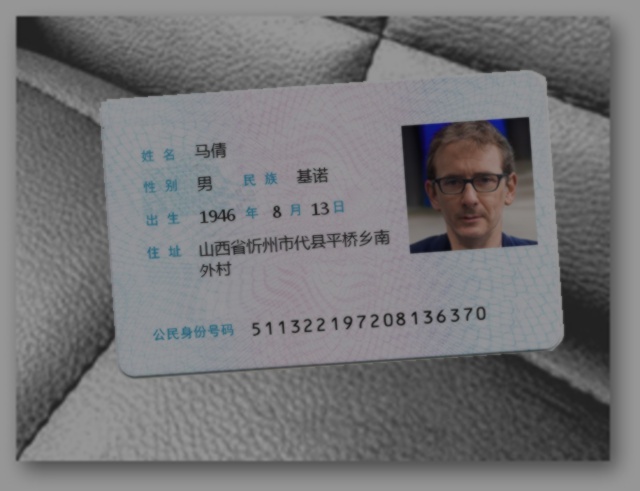 姓名 马倩
性别 男 民族 基诺
出生 1946 年 8 月 13 日
住址 山西省忻州市代县平桥乡南
外村
公民身份号码 511322197208136370